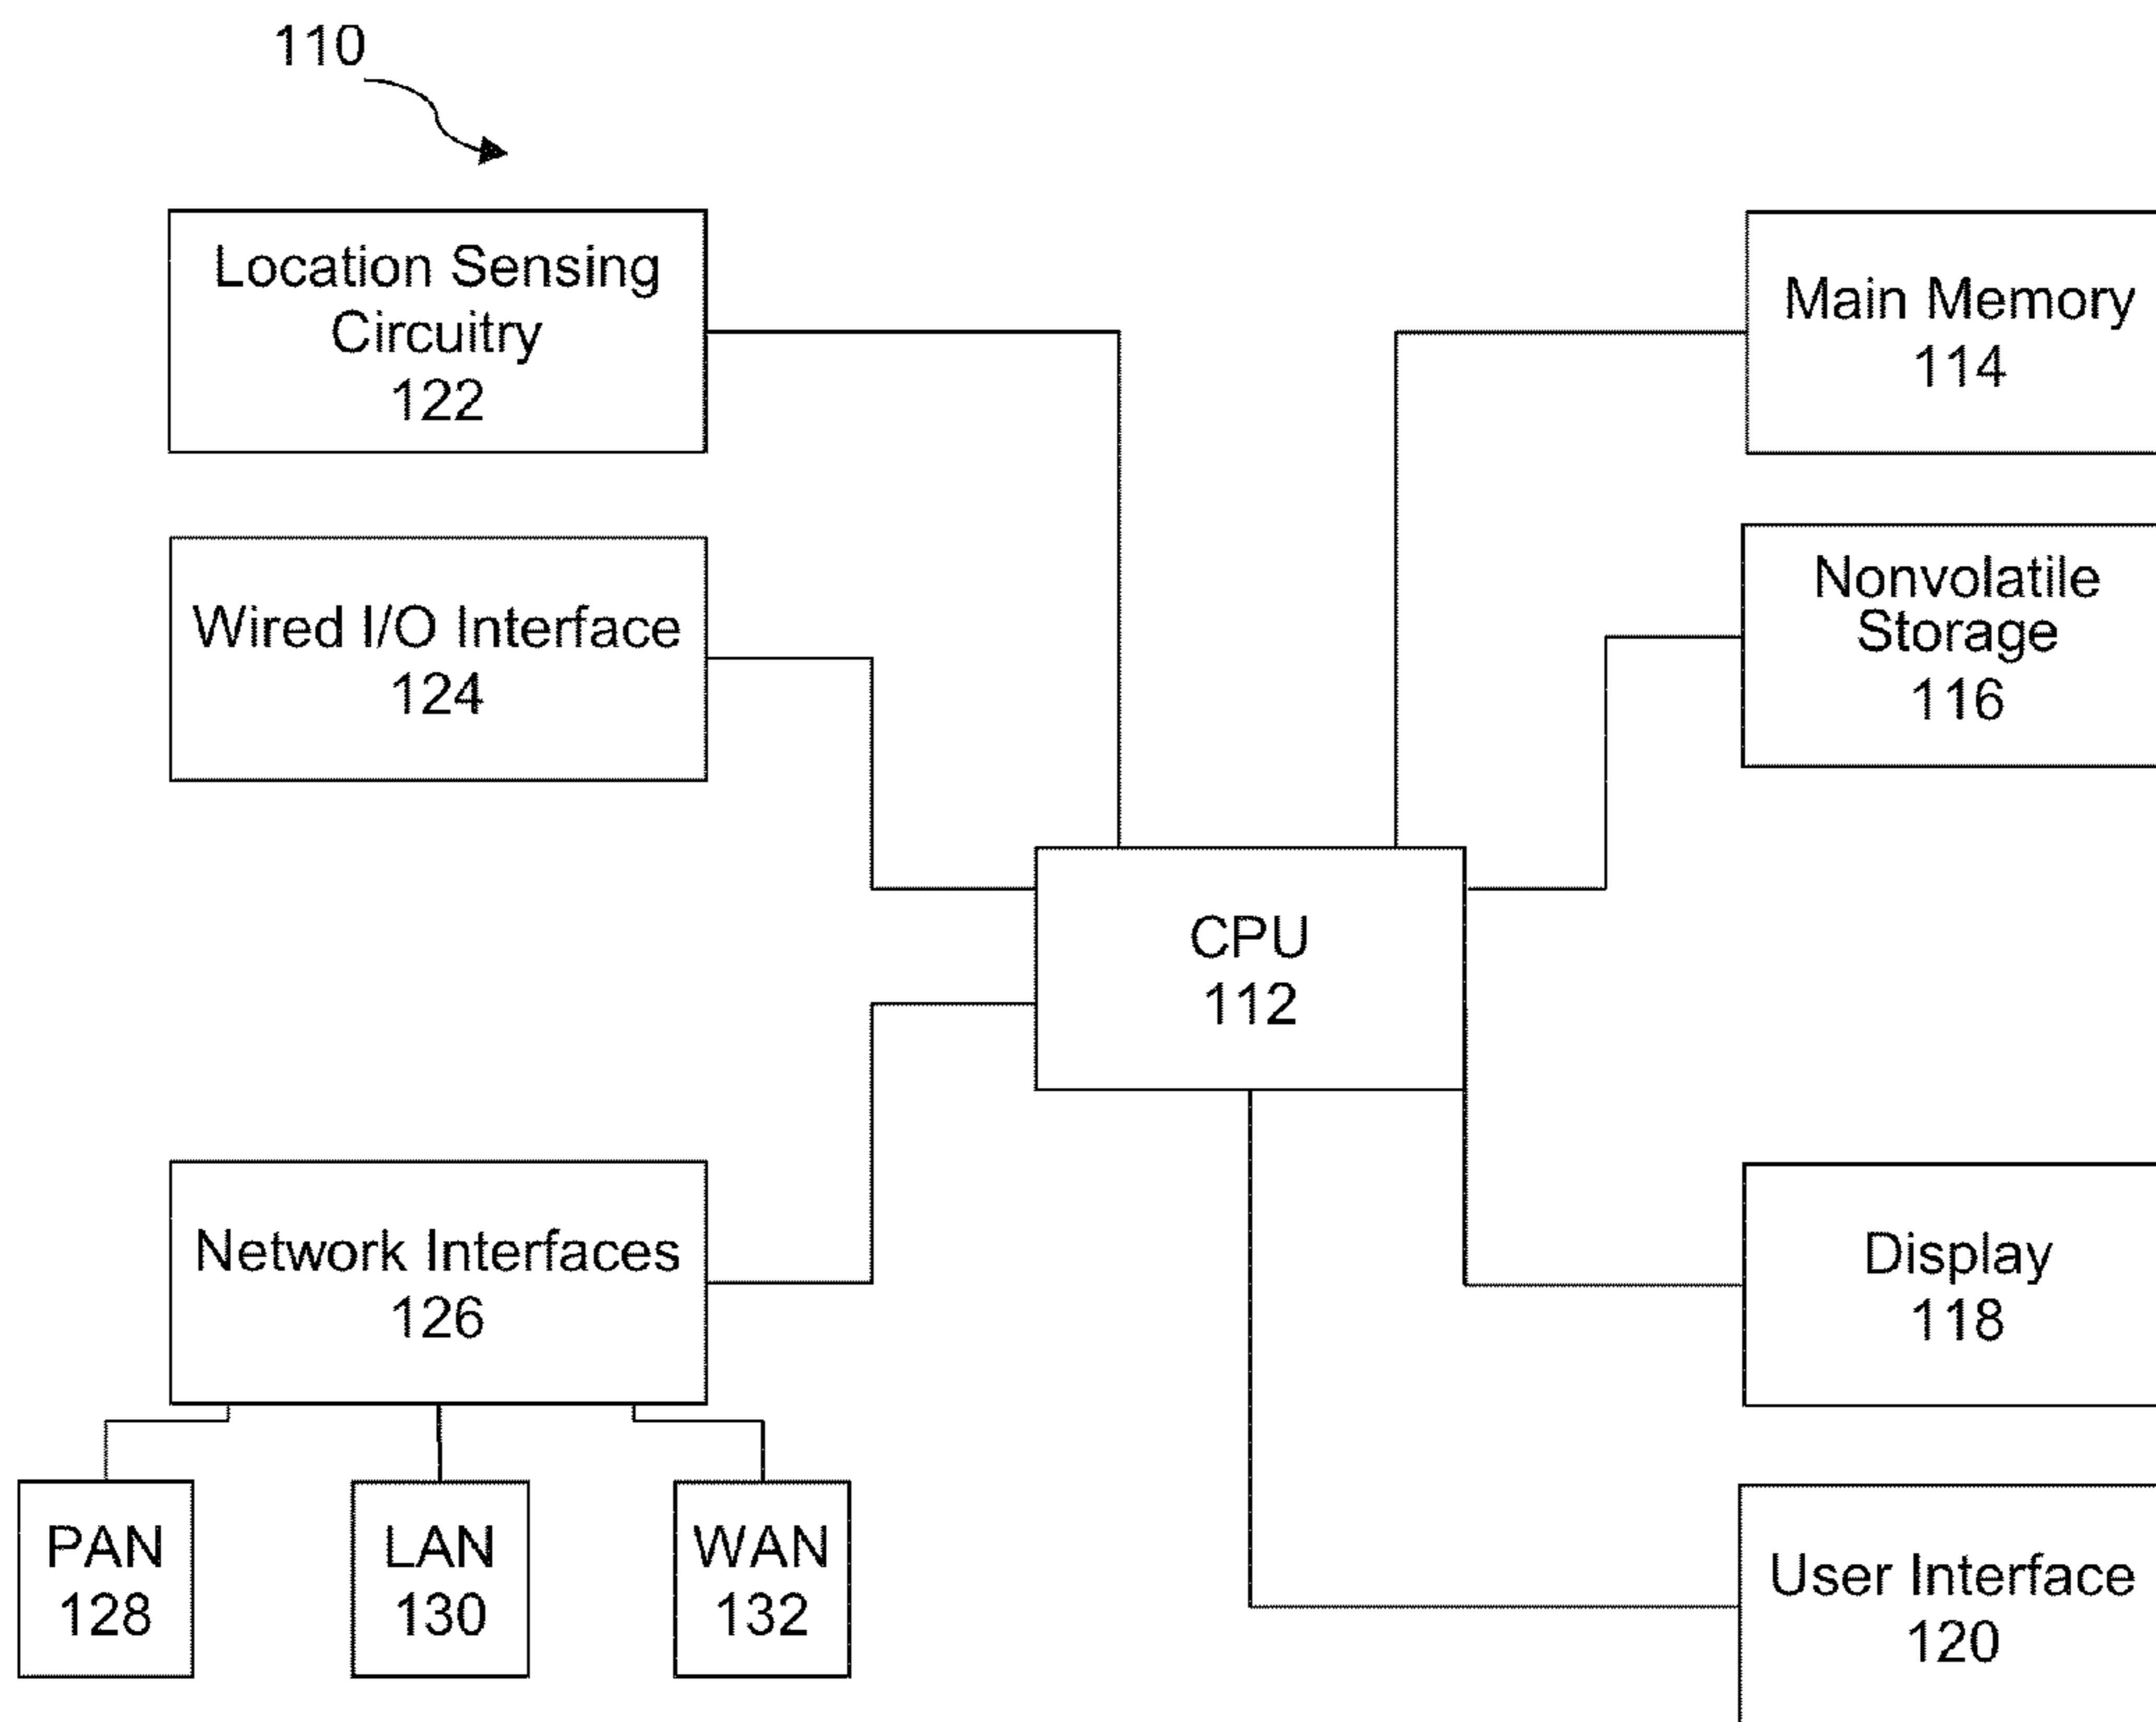 110
Location Sensing
Circuitry
122
Main Memory
114
Wired I/O Interface
124
Nonvolatile
Storage
116
CPU
112
Network Interfaces
126
Display
118
PAN
128
LAN
130
WAN
132
User Interface
120